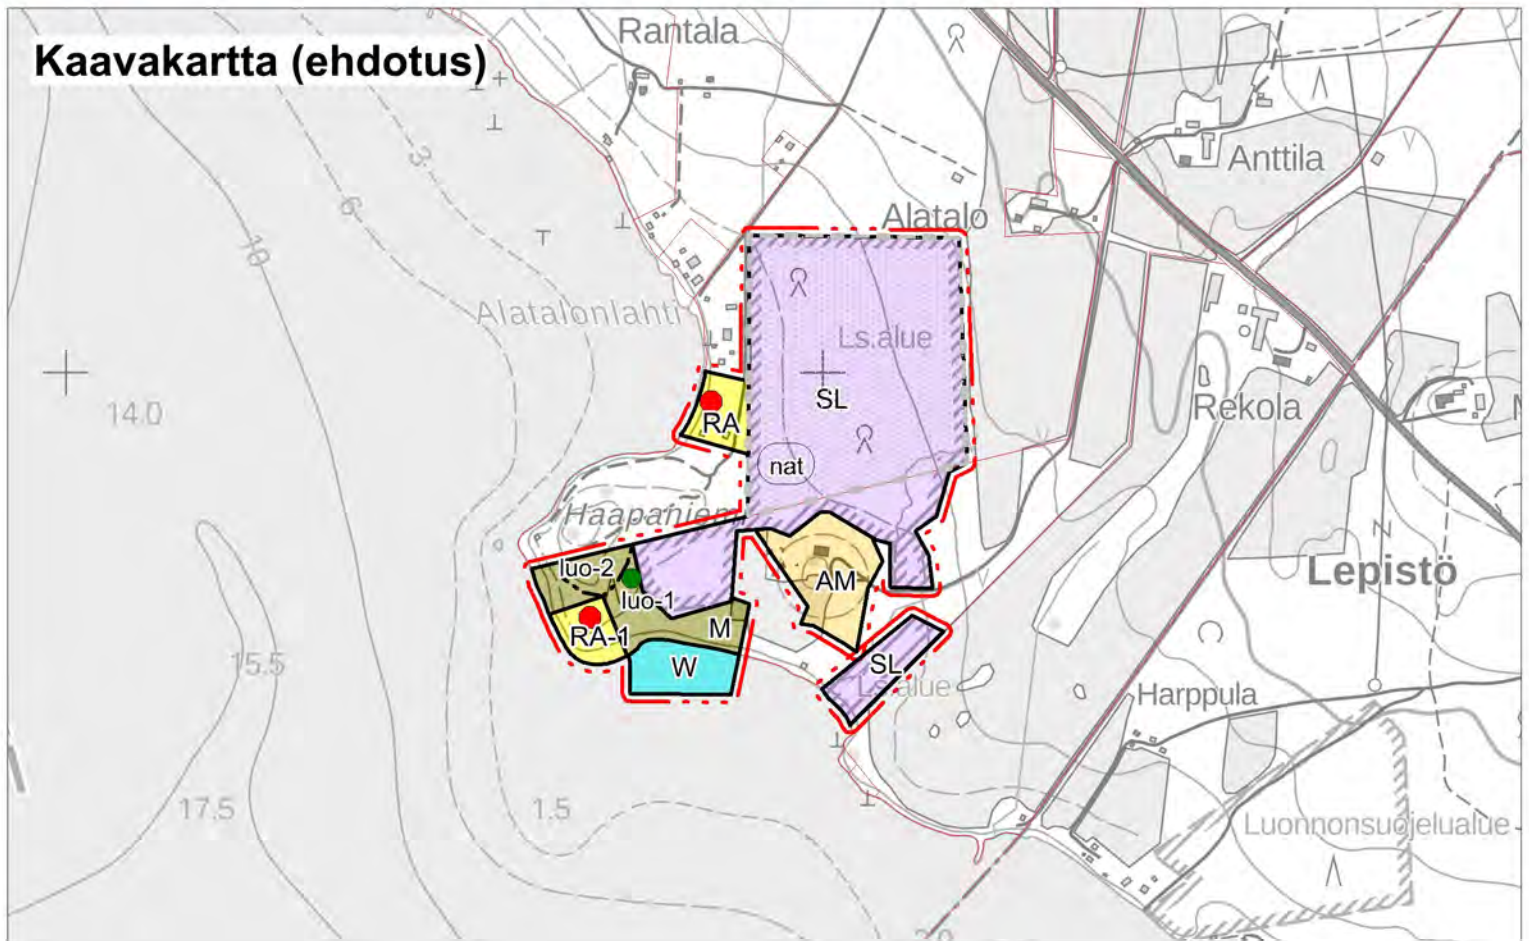 Kaavakartta (ehdotus)
Rantala
Anttila
Alatalo
3
6
10
Alatalonlahti
Ls.alue
14.0
SL
RA
Rekola
nat
Haapaniem
luo-2
luo-1
AM
Lepistö
M
RA-1
W
SL
Ls.alue
15.5
Harppula
17.5
1.5
Luonnonsuojelualue